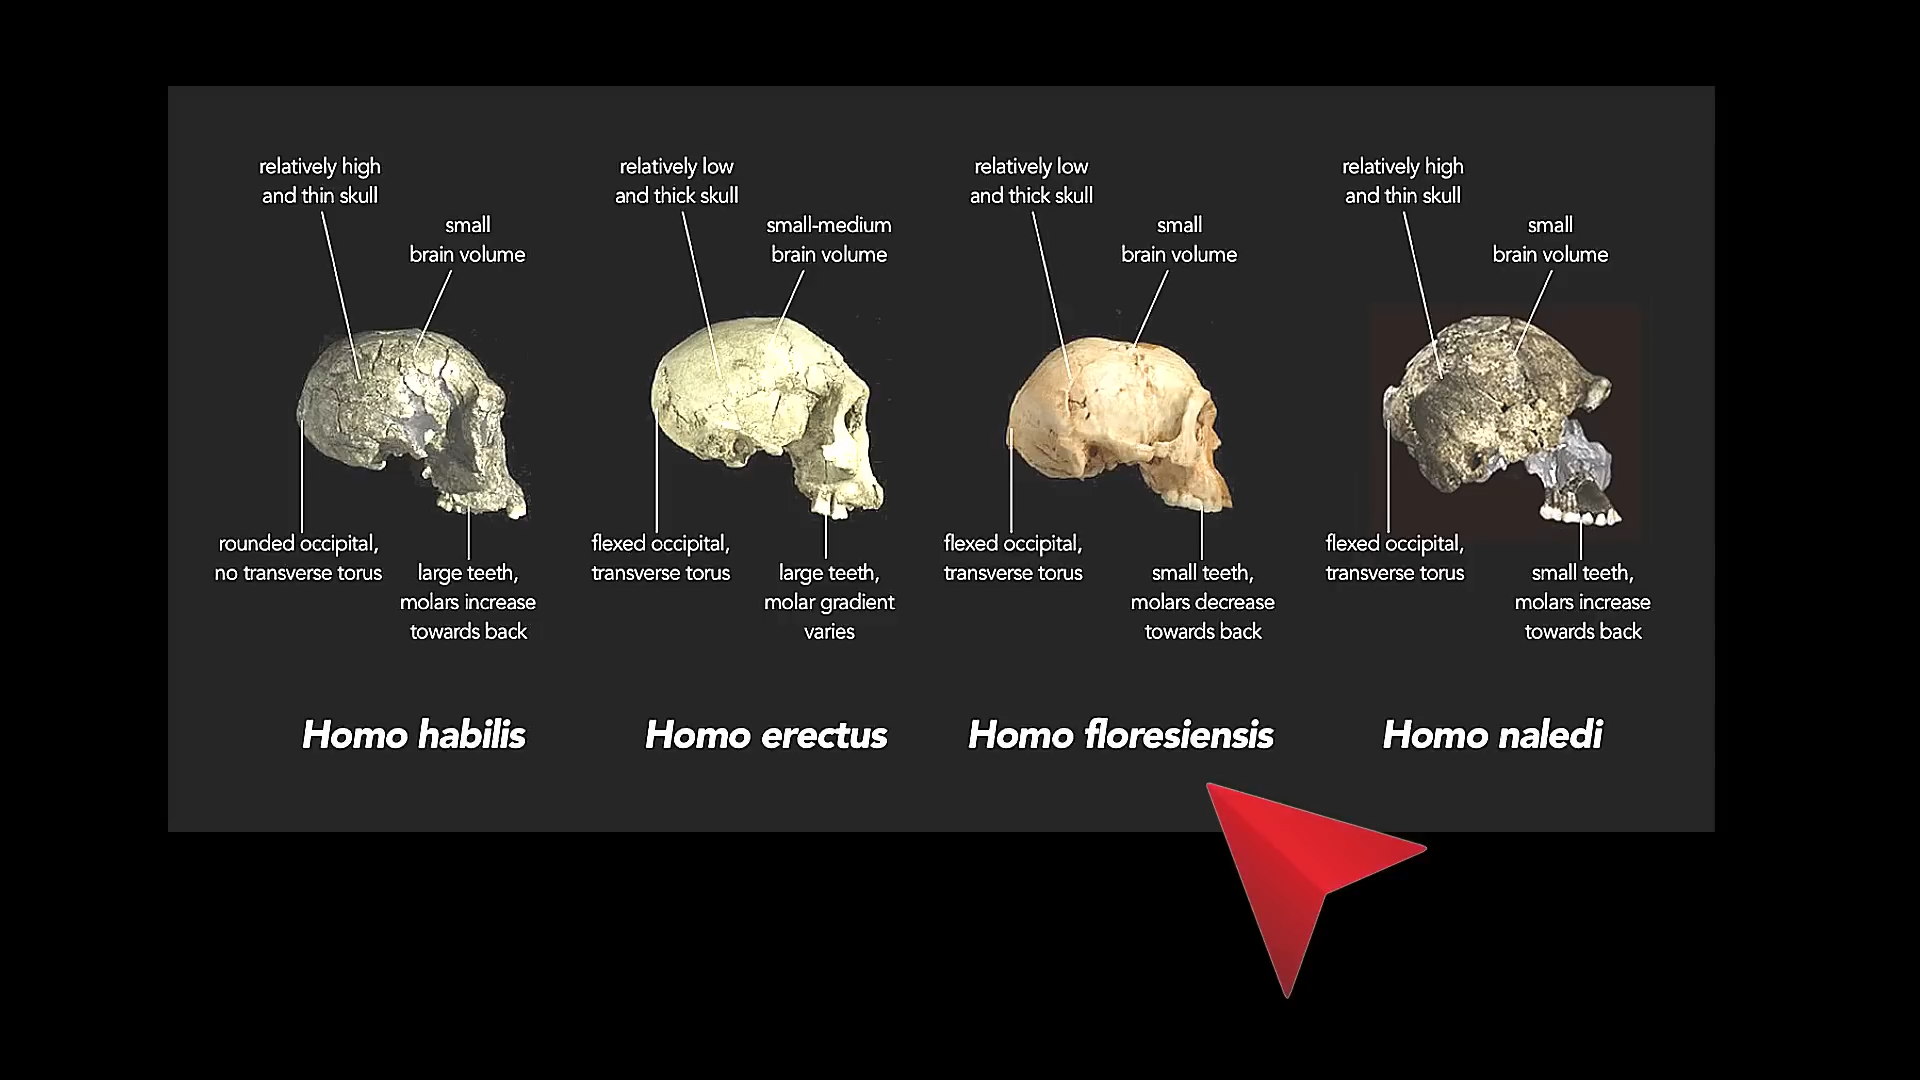 relatively high
and thin skull
small
brain volume
rounded occipital,
no transverse torus
large teeth,
molars increase
towards back
Homo habilis
relatively low
and thick skull
small-medium
brain volume
flexed occipital,
transverse torus
large teeth,
molar gradient
varies
Homo erectus
relatively low
and thick skull
small
brain volume
flexed occipital,
transverse torus
small teeth,
molars decrease
towards back
Homo floresiensis
relatively high
and thin skull
small
brain volume
flexed occipital,
transverse torus
small teeth,
molars increase
towards back
Homo naledi